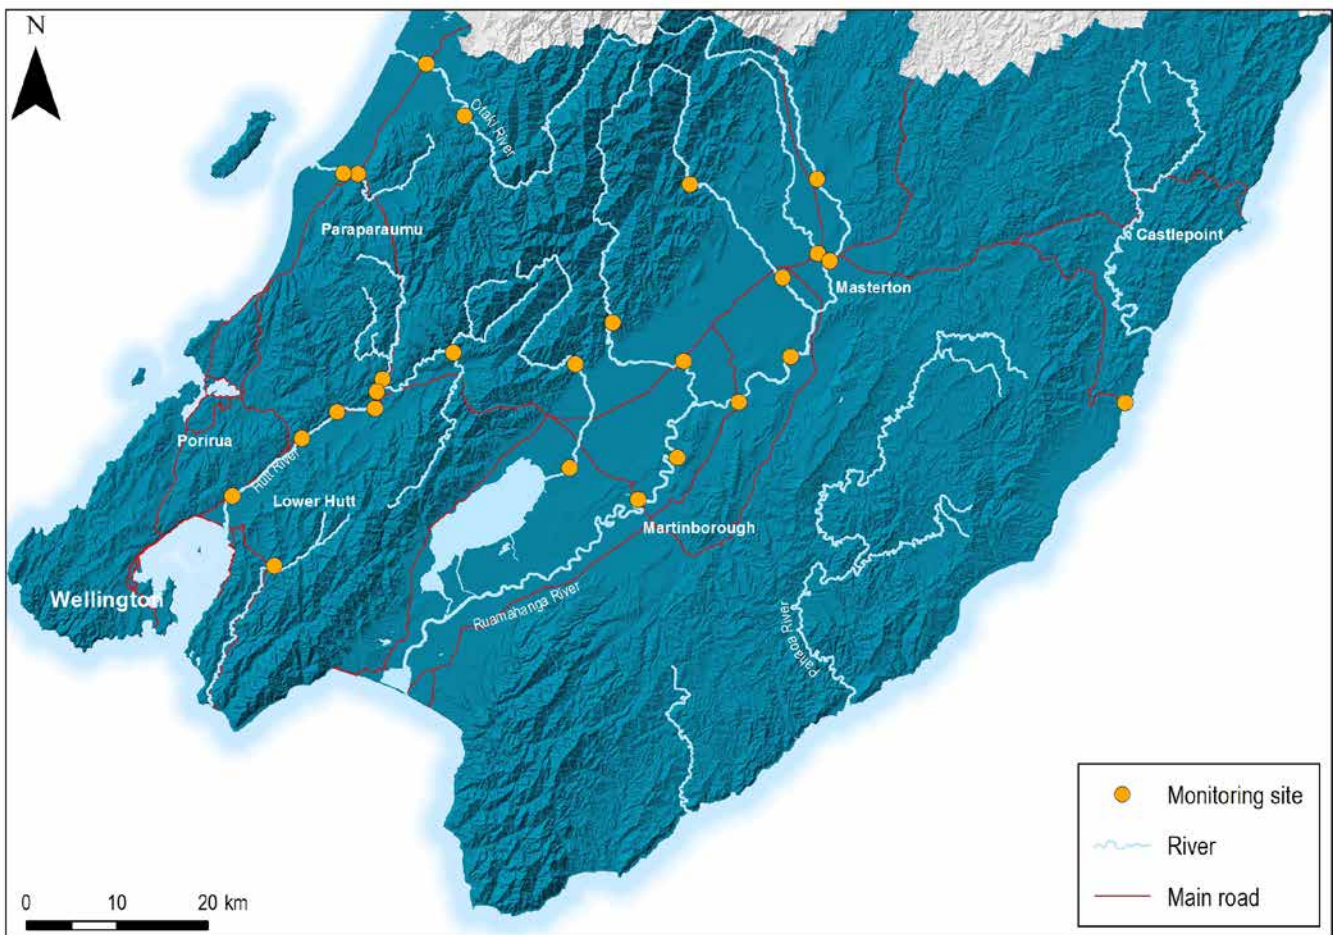 N
Otaki River
Paraparaumu
Castlepoint
Masterton
Porirua
Hutt River
Lower Hutt
Martinborough
Wellington
Ruamahanga River
Pahaoa River
Monitoring site
River
Main road
0 10 20 km